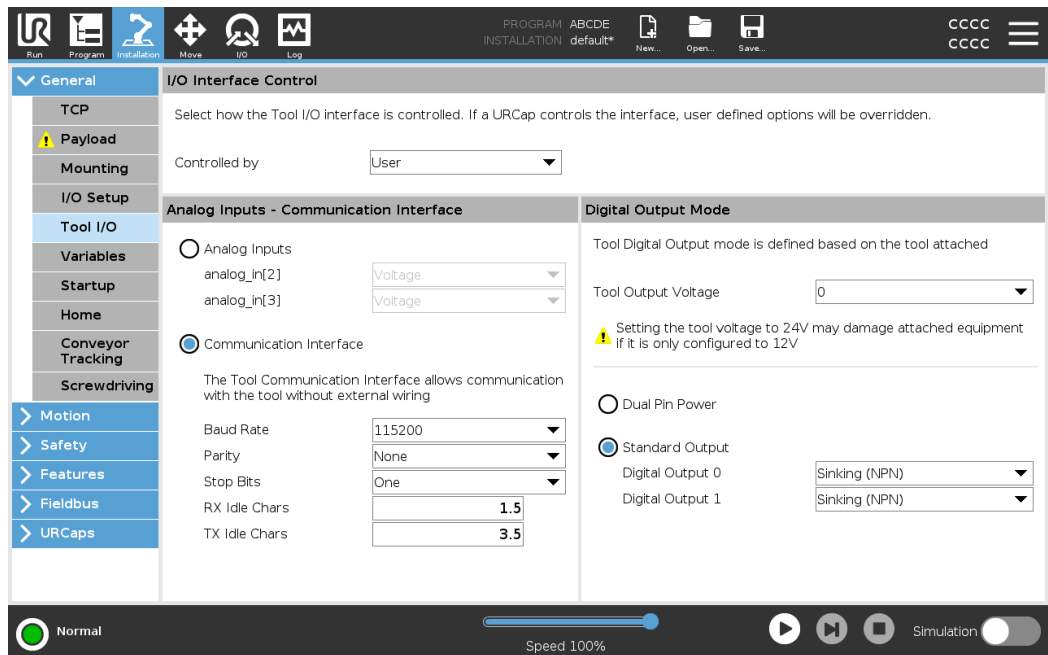 PROGRAM ABCDE
INSTALLATION default*
CCCC
CCCC
Run Program Installation Move I/O Log New... Open... Save...
General
TCP
Payload
Mounting
I/O Setup
Tool I/O
Variables
Startup
Home
Conveyor
Tracking
Screwdriving
Motion
Safety
Features
Fieldbus
URCaps
I/O Interface Control
Select how the Tool I/O interface is controlled. If a URCap controls the interface, user defined options will be overridden.
Controlled by User
Analog Inputs - Communication Interface
Analog Inputs
analog_in[2] Voltage
analog_in[3] Voltage
Communication Interface
The Tool Communication Interface allows communication
with the tool without external wiring
Baud Rate 115200
Parity None
Stop Bits One
RX Idle Chars 1.5
TX Idle Chars 3.5
Digital Output Mode
Tool Digital Output mode is defined based on the tool attached
Tool Output Voltage 0
Setting the tool voltage to 24V may damage attached equipment
if it is only configured to 12V
Dual Pin Power
Standard Output
Digital Output 0 Sinking (NPN)
Digital Output 1 Sinking (NPN)
Normal
Speed 100%
Simulation